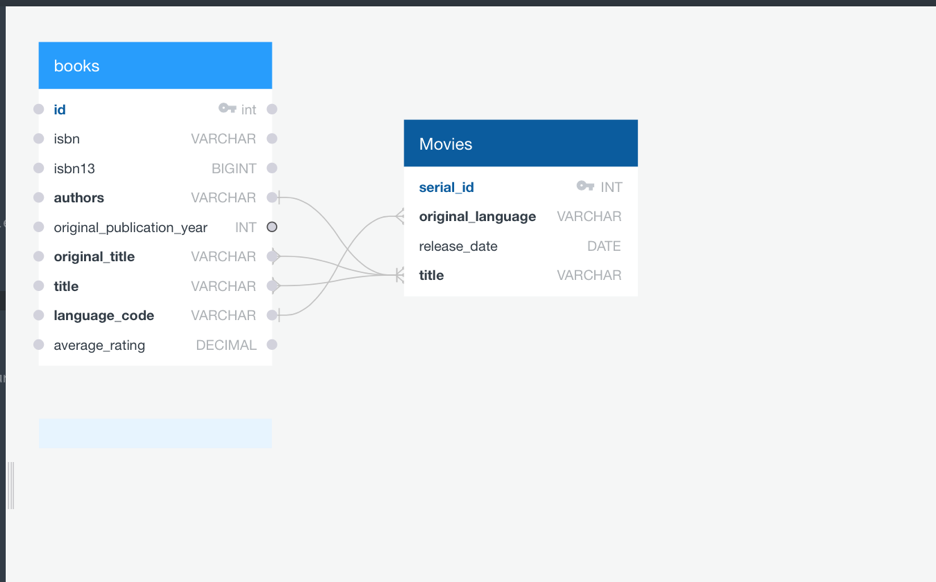 books
id int
isbn VARCHAR
isbn13 BIGINT
authors VARCHAR
original_publication_year INT
original_title VARCHAR
title VARCHAR
language_code VARCHAR
average_rating DECIMAL
Movies
serial_id INT
original_language VARCHAR
release_date DATE
title VARCHAR